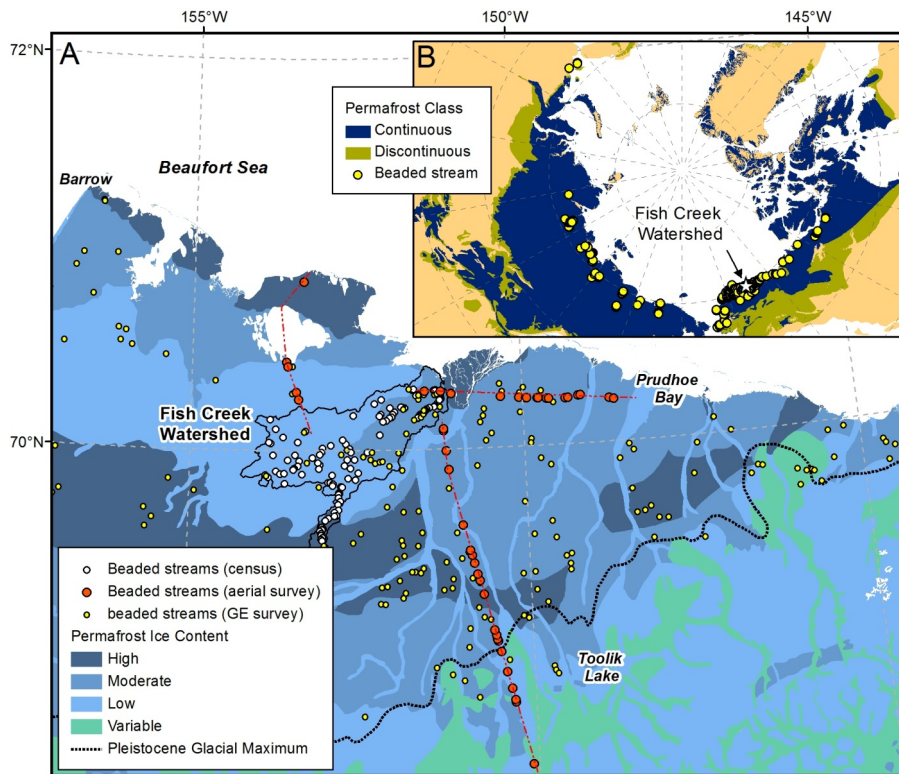 155°W
150°W
145°W
72°N
A
B
Permafrost Class
Continuous
Discontinuous
Beaded stream
Fish Creek
Watershed
Beaufort Sea
Barrow
Prudhoe
Bay
Fish Creek
Watershed
70°N
Beaded streams (census)
Beaded streams (aerial survey)
beaded streams (GE survey)
Permafrost Ice Content
High
Moderate
Low
Variable
Pleistocene Glacial Maximum
Toolik
Lake